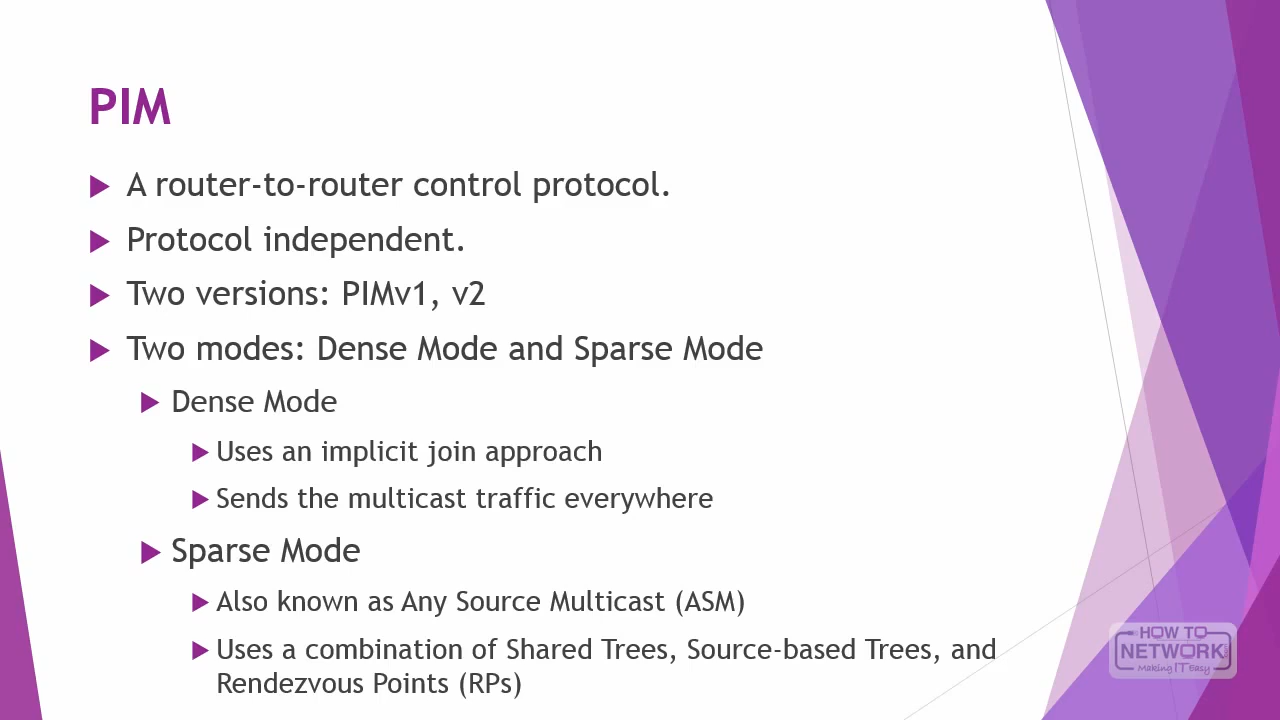 PIM
A router-to-router control protocol.
Protocol independent.
Two versions: PIMv1, v2
Two modes: Dense Mode and Sparse Mode
Dense Mode
Uses an implicit join approach
Sends the multicast traffic everywhere
Sparse Mode
Also known as Any Source Multicast (ASM)
Uses a combination of Shared Trees, Source-based Trees, and
Rendezvous Points (RPs)
HOW TO
NETWORK
Making IT Easy